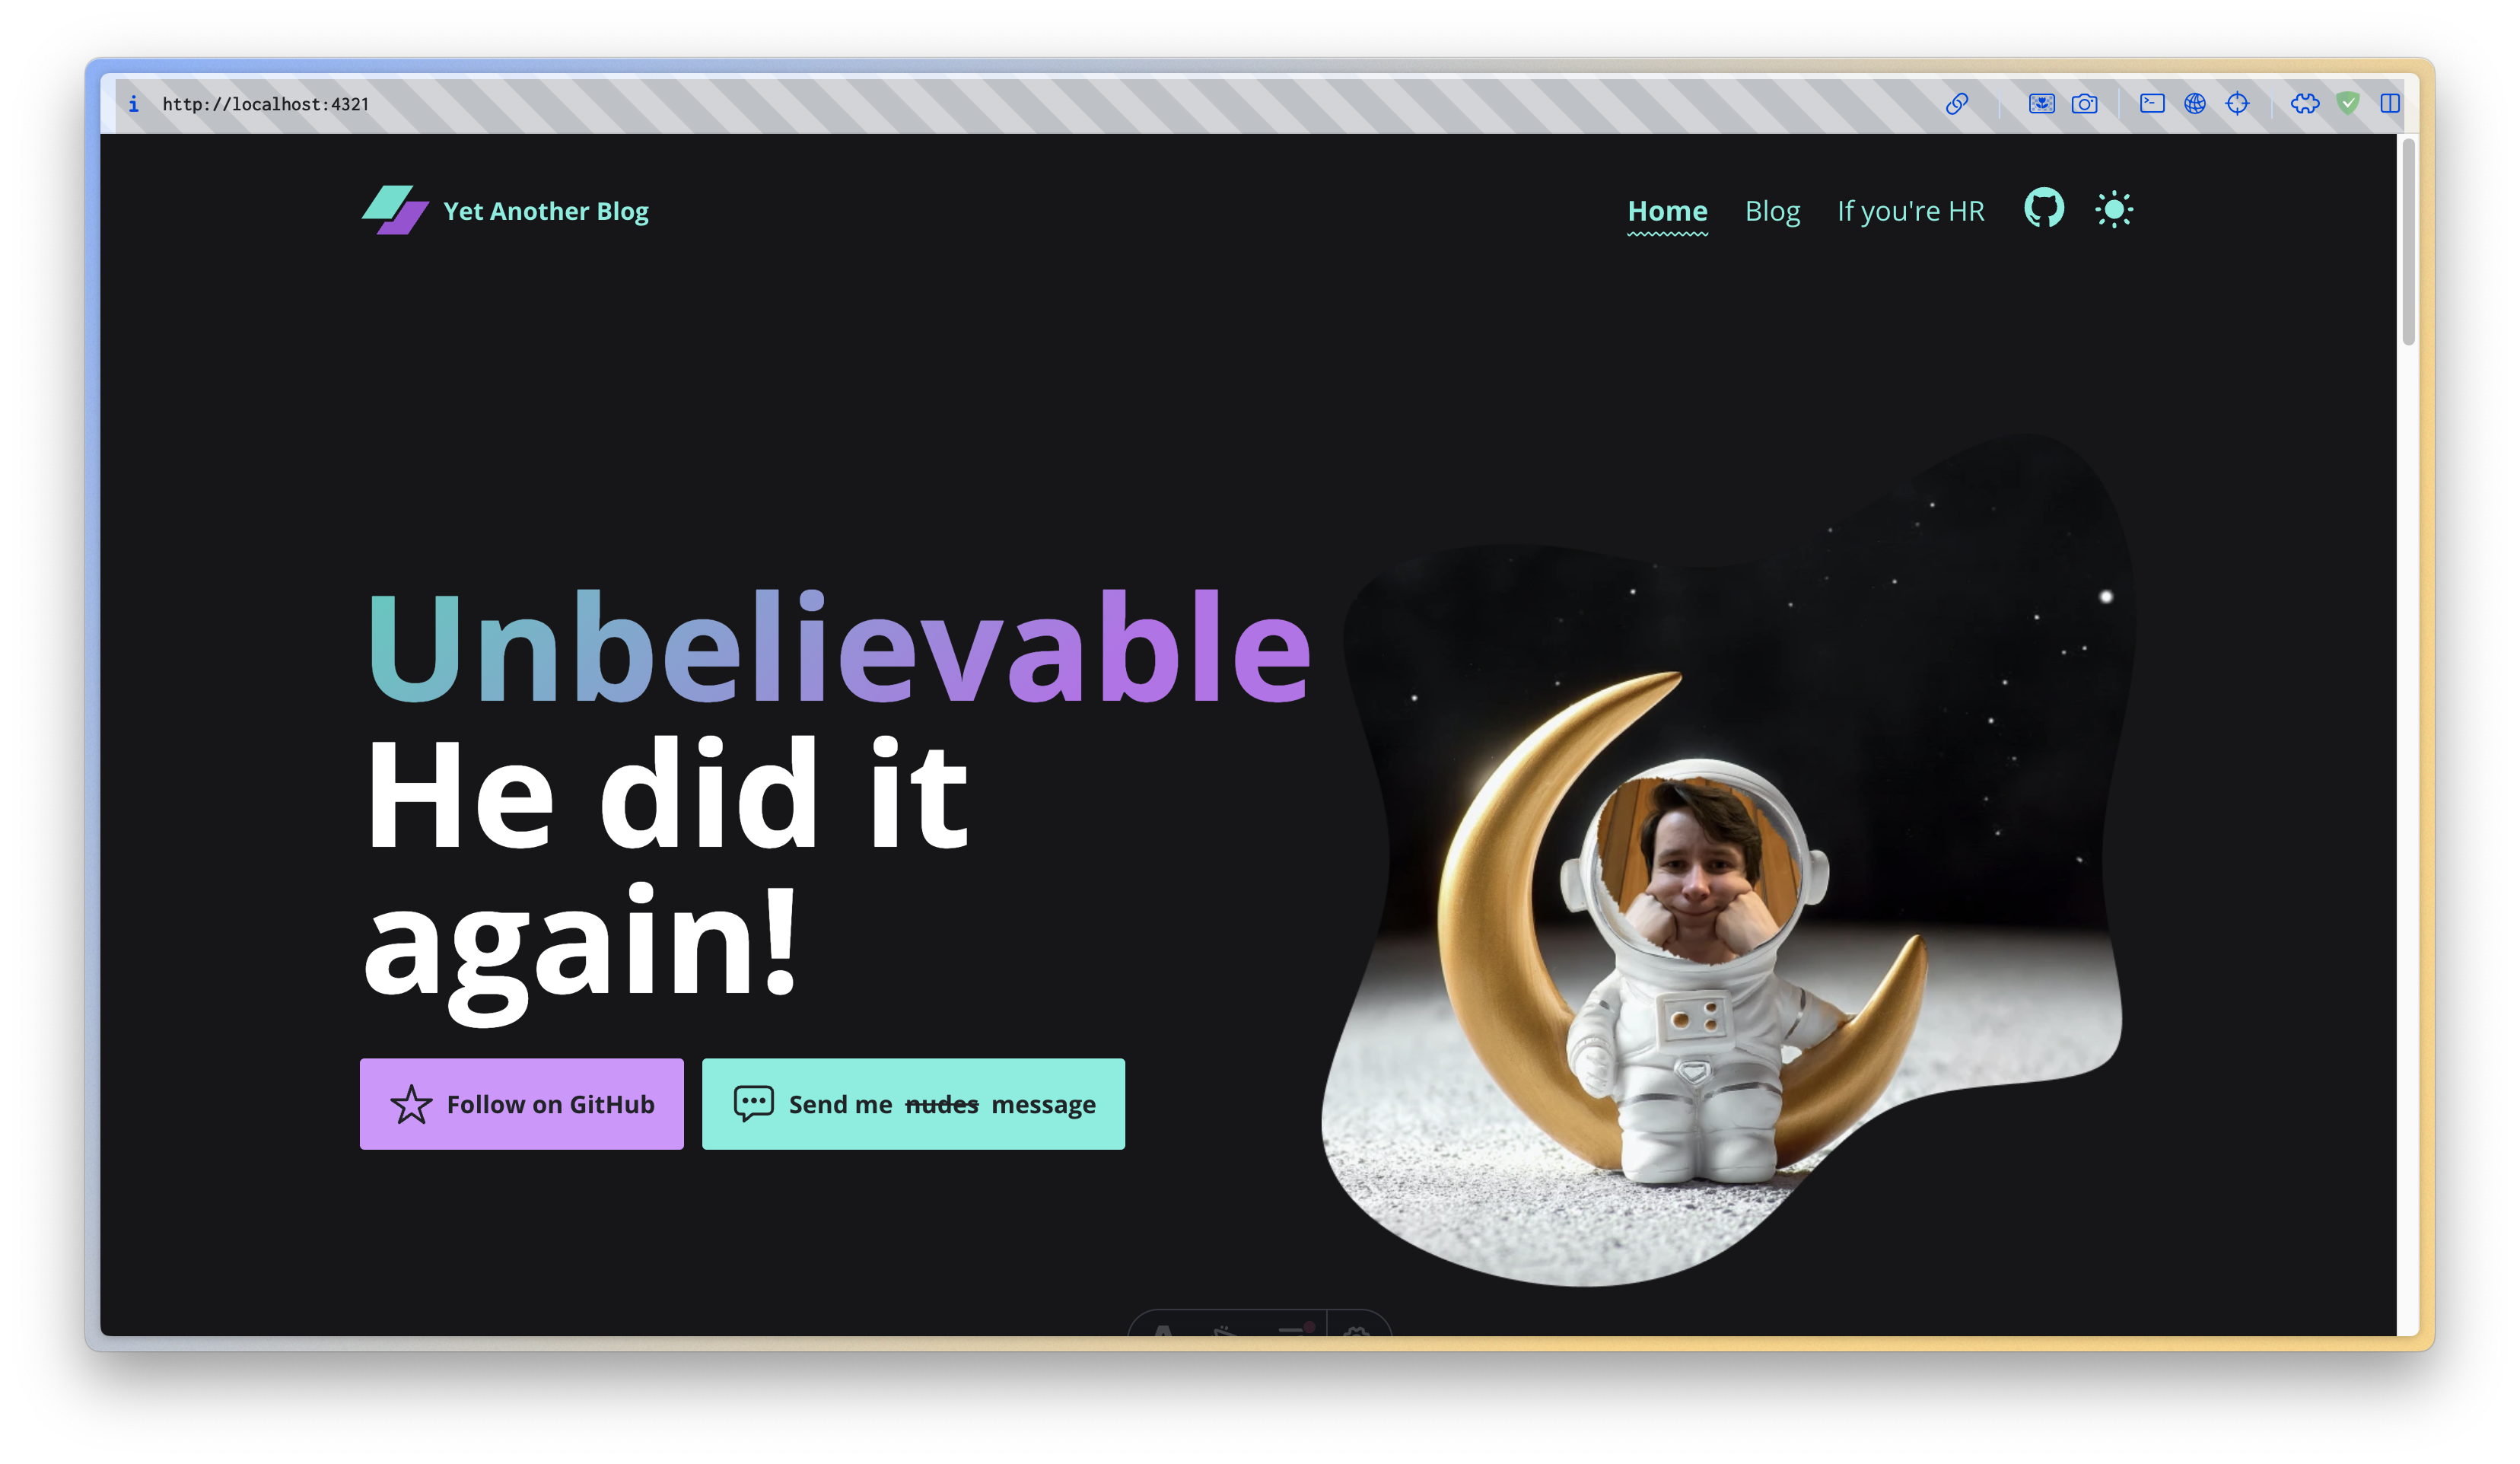 http://localhost:4321
Yet Another Blog
Home
Blog
If you're HR
Unbelievable
He did it
again!
Follow on GitHub
Send me nudes message